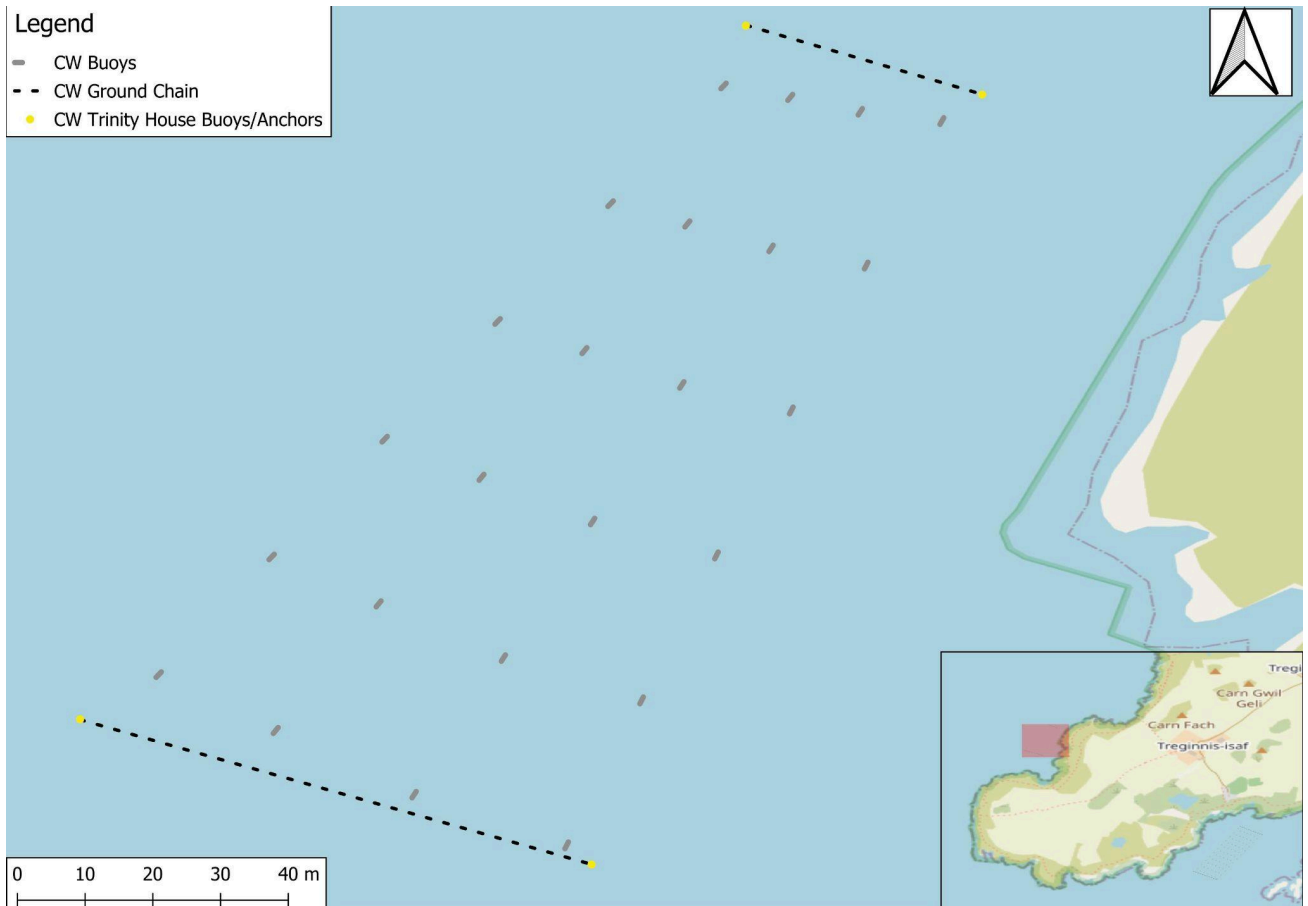 Legend
CW Buoys
CW Ground Chain
CW Trinity House Buoys/Anchors
Tregi
Carn Gwil
Geli
Carn Fach
Treginnis-isaf
0 10 20 30 40 m